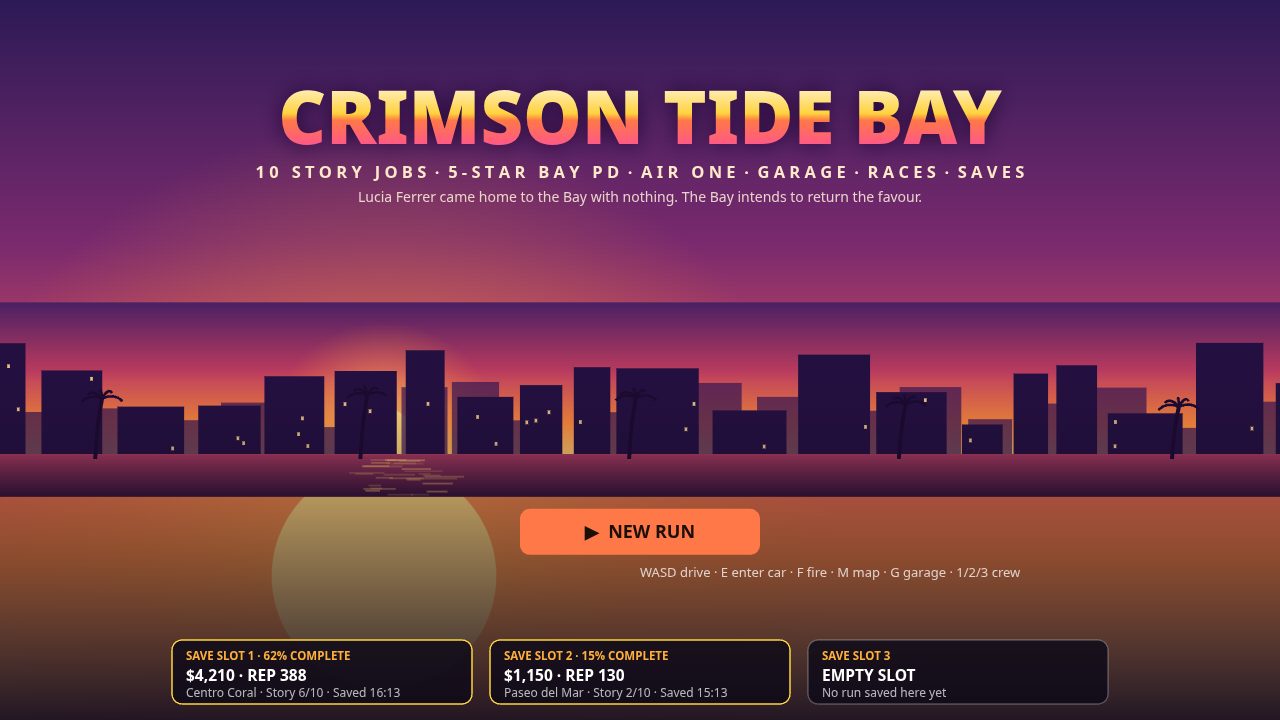 CRIMSON TIDE BAY
10 STORY JOBS · 5-STAR BAY PD · AIR ONE · GARAGE · RACES · SAVES
Lucia Ferrer came home to the Bay with nothing. The Bay intends to return the favour.
▶ NEW RUN
WASD drive · E enter car · F fire · M map · G garage · 1/2/3 crew
SAVE SLOT 1 · 62% COMPLETE
$4,210 · REP 388
Centro Coral · Story 6/10 · Saved 16:13
SAVE SLOT 2 · 15% COMPLETE
$1,150 · REP 130
Paseo del Mar · Story 2/10 · Saved 15:13
SAVE SLOT 3
EMPTY SLOT
No run saved here yet